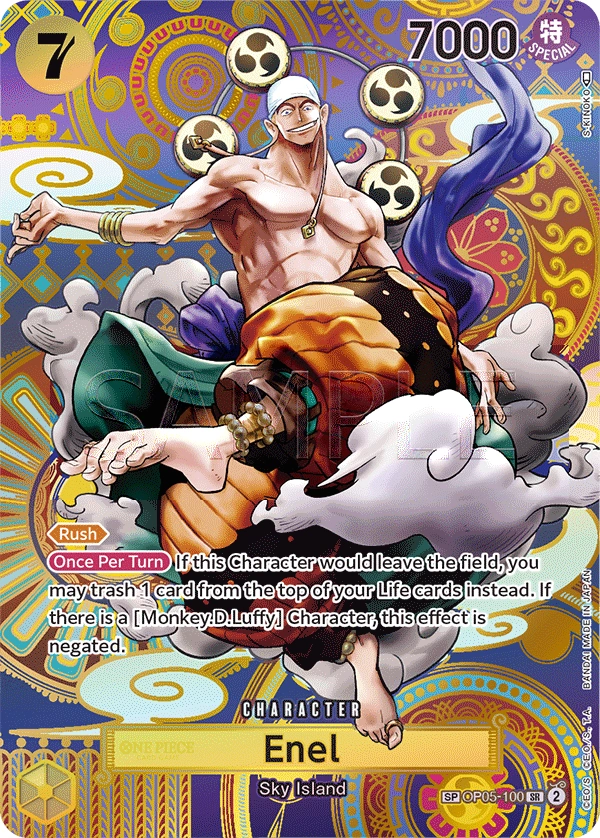 7
7000
特
SPECIAL
S-KINOKO
SAMPLE
Rush
Once Per Turn If this Character would leave the field, you
may trash 1 card from the top of your Life cards instead. If
there is a [Monkey.D.Luffy] Character, this effect is
negated.
CHARACTER
ONE PIECE
Enel
Sky Island
SP OP05-100 SR 2
©EO/S ©EO./S, T.A. BANDAI MADE IN JAPAN